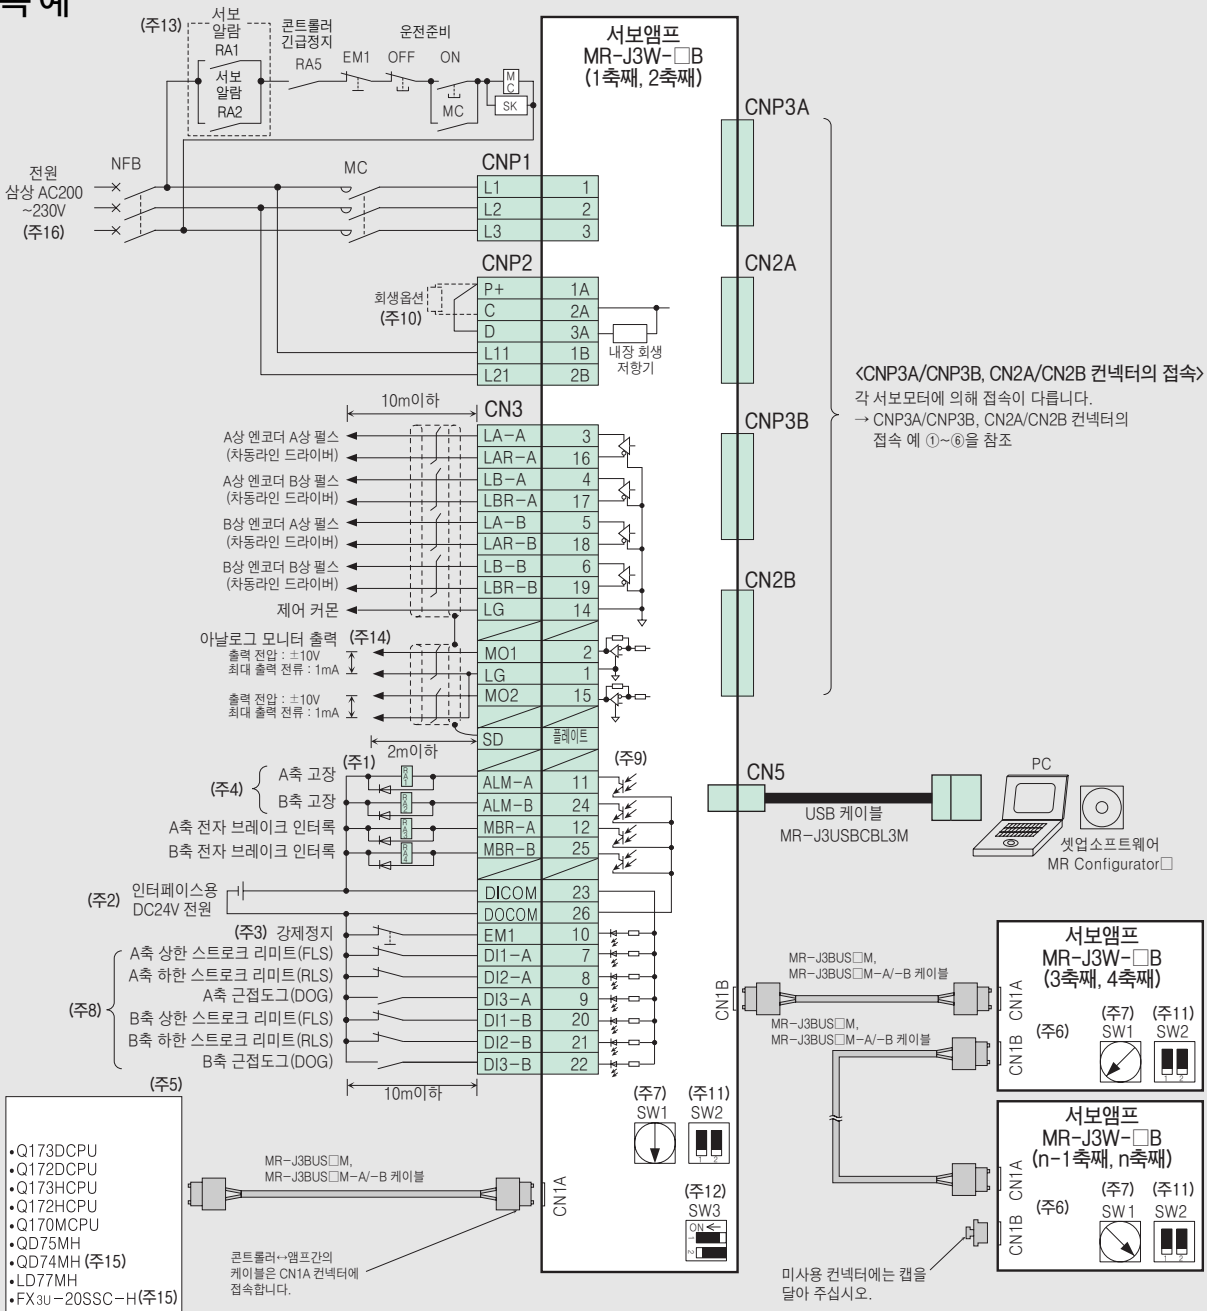 속 예
(주13)
서보
알람
RA1
서보
알람
RA2
콘트롤러
긴급정지
RA5
EM1
OFF
운전준비
ON
MC
MC
SK
전원
삼상 AC200
~230V
(주16)
NFB
MC
서보앰프
MR-J3W-□B
(1축째, 2축째)
CNP1
L1 1
L2 2
L3 3
CNP2
회생옵션
(주10)
P+ 1A
C 2A
D 3A
L11 1B
L21 2B
내장 회생
저항기
10m이하
CN3
A상 엔코더 A상 펄스
(차동라인 드라이버)
LA-A 3
LAR-A 16
A상 엔코더 B상 펄스
(차동라인 드라이버)
LB-A 4
LBR-A 17
B상 엔코더 A상 펄스
(차동라인 드라이버)
LA-B 5
LAR-B 18
B상 엔코더 B상 펄스
(차동라인 드라이버)
LB-B 6
LBR-B 19
제어 커몬
LG 14
아날로그 모니터 출력 (주14)
출력 전압 : ±10V
최대 출력 전류 : 1mA
출력 전압 : ±10V
최대 출력 전류 : 1mA
MO1 2
LG 1
MO2 15
SD 플레이트
2m이하
(주1)
(주9)
(주4)
A축 고장
RA1
ALM-A 11
B축 고장
RA2
ALM-B 24
A축 전자 브레이크 인터록
RA3
MBR-A 12
B축 전자 브레이크 인터록
RA4
MBR-B 25
(주2)
인터페이스용
DC24V 전원
DICOM 23
DOCOM 26
(주3) 강제정지
EM1 10
(주8)
A축 상한 스트로크 리미트(FLS)
DI1-A 7
A축 하한 스트로크 리미트(RLS)
DI2-A 8
A축 근접도그(DOG)
DI3-A 9
B축 상한 스트로크 리미트(FLS)
DI1-B 20
B축 하한 스트로크 리미트(RLS)
DI2-B 21
B축 근접도그(DOG)
DI3-B 22
10m이하
CNP3A
CN2A
CNP3B
CN2B
<CNP3A/CNP3B, CN2A/CN2B 컨넥터의 접속>
각 서보모터에 의해 접속이 다릅니다.
→ CNP3A/CNP3B, CN2A/CN2B 컨넥터의
접속 예 ①~⑥을 참조
CN5
USB 케이블
MR-J3USBCBL3M
PC
셋업소프트웨어
MR Configurator□
CN1B
MR-J3BUS□M,
MR-J3BUS□M-A/-B 케이블
MR-J3BUS□M,
MR-J3BUS□M-A/-B 케이블
서보앰프
MR-J3W-□B
(3축째, 4축째)
CN1A
CN1B
(주6)
(주7)
SW1
(주11)
SW2
1 2
서보앰프
MR-J3W-□B
(n-1축째, n축째)
CN1A
CN1B
(주6)
(주7)
SW1
(주11)
SW2
1 2
미사용 컨넥터에는 캡을
달아 주십시오.
(주7)
SW1
(주11)
SW2
1 2
(주12)
SW3
ON ←
1
2
(주5)
•Q173DCPU
•Q172DCPU
•Q173HCPU
•Q172HCPU
•Q170MCPU
•QD75MH
•QD74MH (주15)
•LD77MH
•FX3U-20SSC-H(주15)
MR-J3BUS□M,
MR-J3BUS□M-A/-B 케이블
CN1A
콘트롤러↔앰프간의
케이블은 CN1A 컨넥터에
접속합니다.